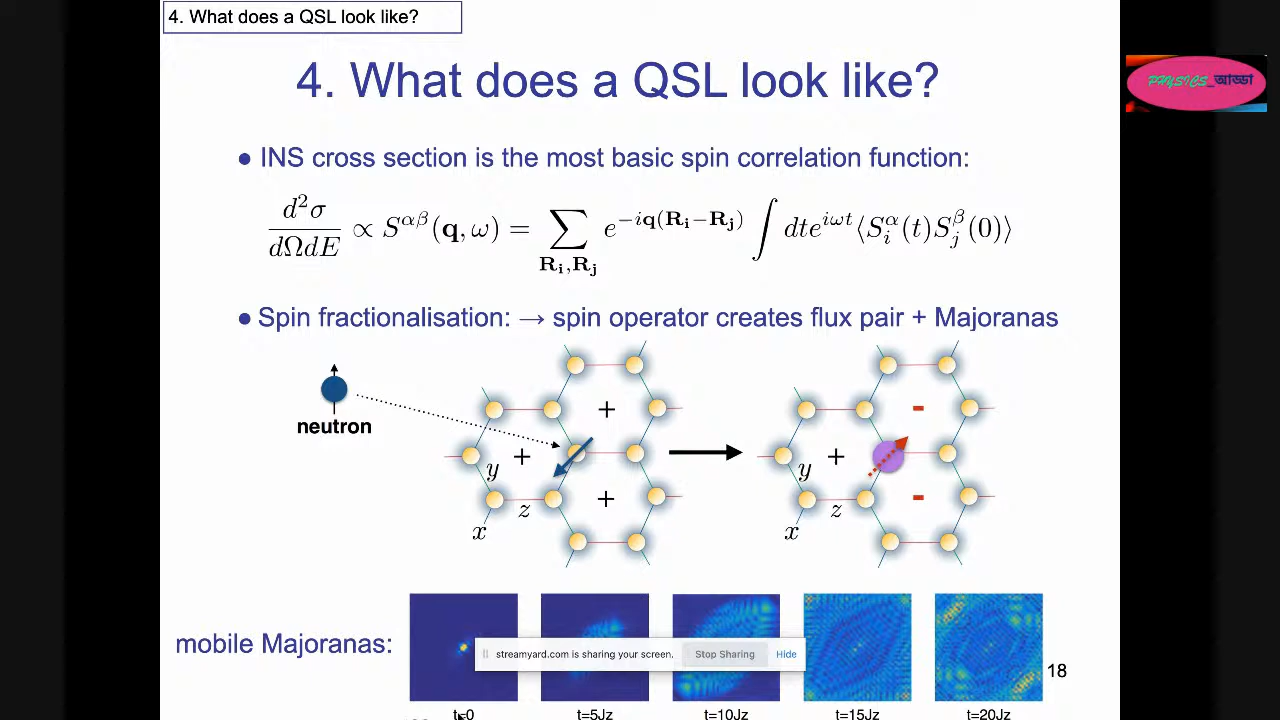 4. What does a QSL look like?
4. What does a QSL look like?
PHYSICS_আড্ডা
● INS cross section is the most basic spin correlation function:
d²σ/dΩdE ∝ S^{αβ}(q, ω) = ∑_{R_i,R_j} e^{−iq(R_i−R_j)} ∫ dte^{iωt}⟨S_i^α(t)S_j^β(0)⟩
● Spin fractionalisation: → spin operator creates flux pair + Majoranas
neutron
+ -
+ y + y
+ -
z z
x x
mobile Majoranas:
streamyard.com is sharing your screen. Stop Sharing Hide
18
t=0 t=5Jz t=10Jz t=15Jz t=20Jz